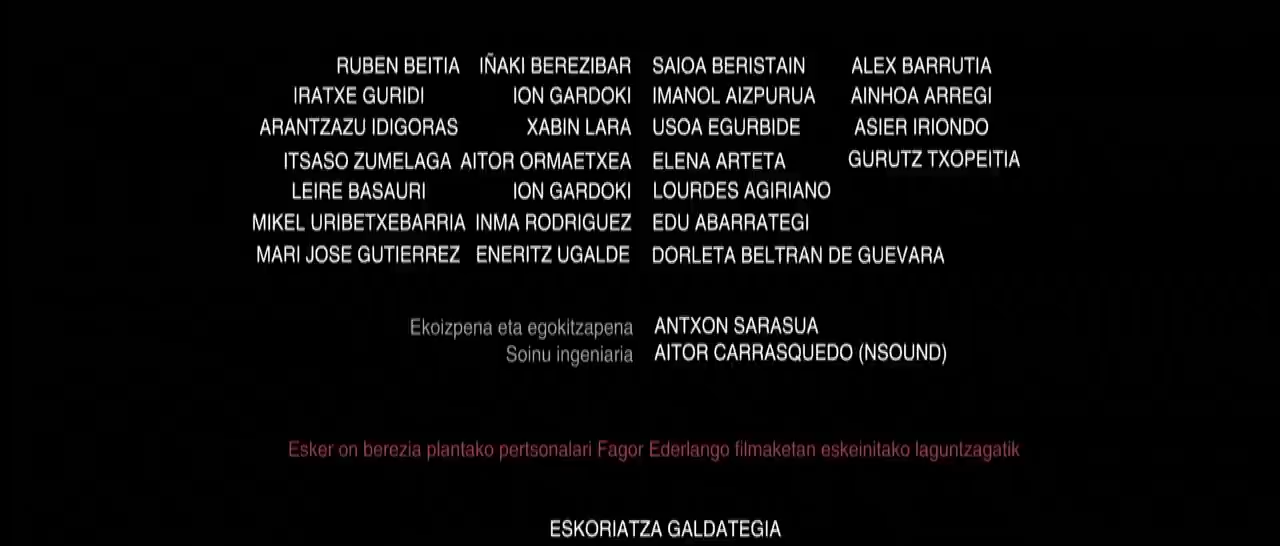 RUBEN BEITIA IÑAKI BEREZIBAR SAIOA BERISTAIN ALEX BARRUTIA
IRATXE GURIDI ION GARDOKI IMANOL AIZPURUA AINHOA ARREGI
ARANTZAZU IDIGORAS XABIN LARA USOA EGURBIDE ASIER IRIONDO
ITSASO ZUMELAGA AITOR ORMAETXEA ELENA ARTETA GURUTZ TXOPEITIA
LEIRE BASAURI ION GARDOKI LOURDES AGIRIANO
MIKEL URIBETXEBARRIA INMA RODRIGUEZ EDU ABARRATEGI
MARI JOSE GUTIERREZ ENERITZ UGALDE DORLETA BELTRAN DE GUEVARA
Ekoizpena eta egokitzapena ANTXON SARASUA
Soinu ingeniaria AITOR CARRASQUEDO (NSOUND)
Esker on berezia plantako pertsonalari Fagor Ederlango filmaketan eskeinitako laguntzagatik
ESKORIATZA GALDATEGIA